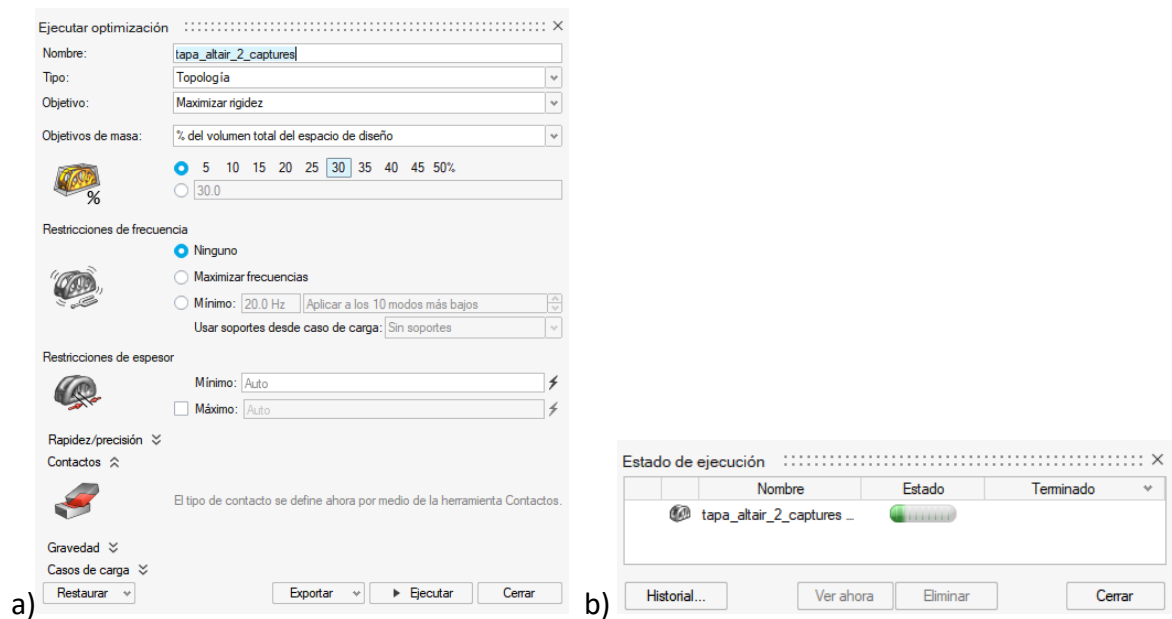 Ejecutar optimización
Nombre: tapa_altair_2_captures
Tipo: Topología
Objetivo: Maximizar rigidez
Objetivos de masa: % del volumen total del espacio de diseño
5 10 15 20 25 30 35 40 45 50%
%
30.0
Restricciones de frecuencia
Ninguno
Maximizar frecuencias
Mínimo: 20.0 Hz Aplicar a los 10 modos más bajos
Usar soportes desde caso de carga: Sin soportes
Restricciones de espesor
Mínimo: Auto
Máximo: Auto
Rapidez/precisión
Contactos
El tipo de contacto se define ahora por medio de la herramienta Contactos.
Gravedad
Casos de carga
Restaurar Exportar Ejecutar Cerrar
a)
Estado de ejecución
Nombre Estado Terminado
tapa_altair_2_captures ...
Historial... Ver ahora Eliminar Cerrar
b)